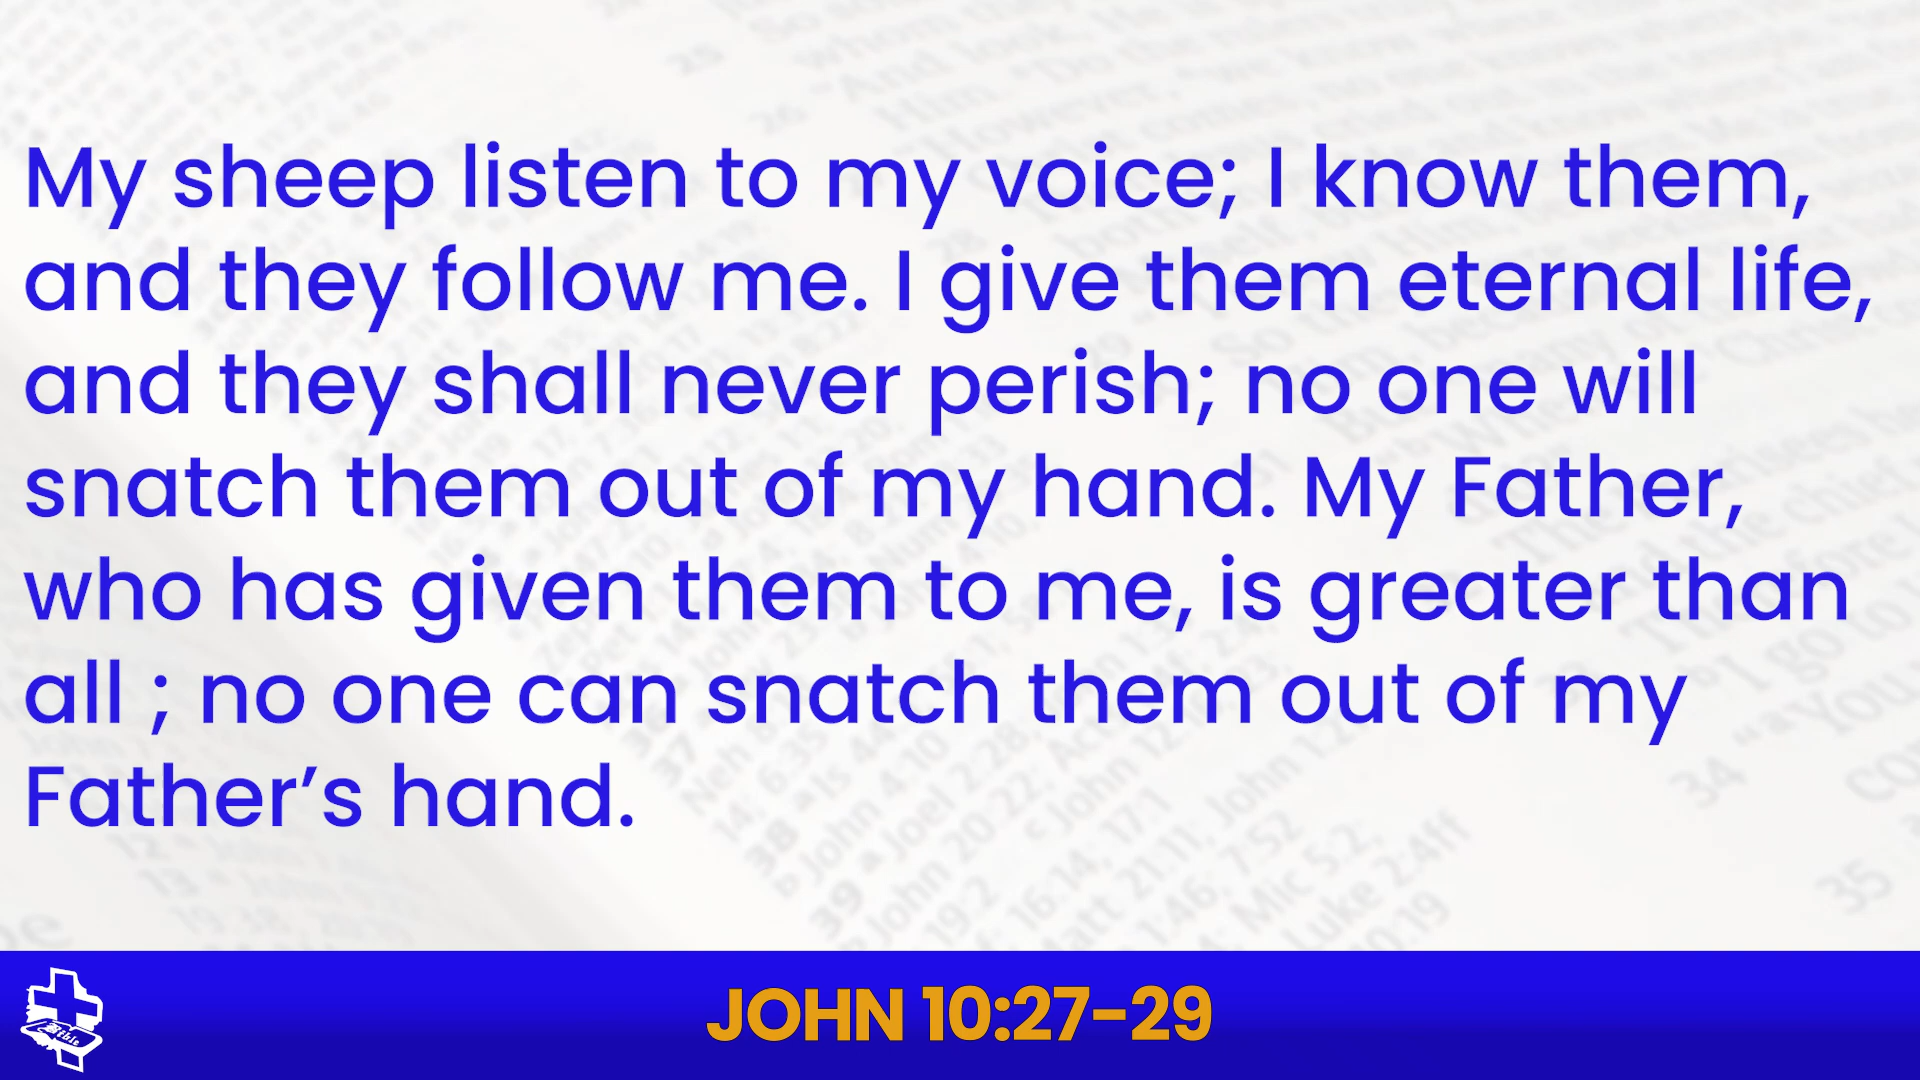 My sheep listen to my voice; I know them,
and they follow me. I give them eternal life,
and they shall never perish; no one will
snatch them out of my hand. My Father,
who has given them to me, is greater than
all ; no one can snatch them out of my
Father’s hand.
Bible
JOHN 10:27-29